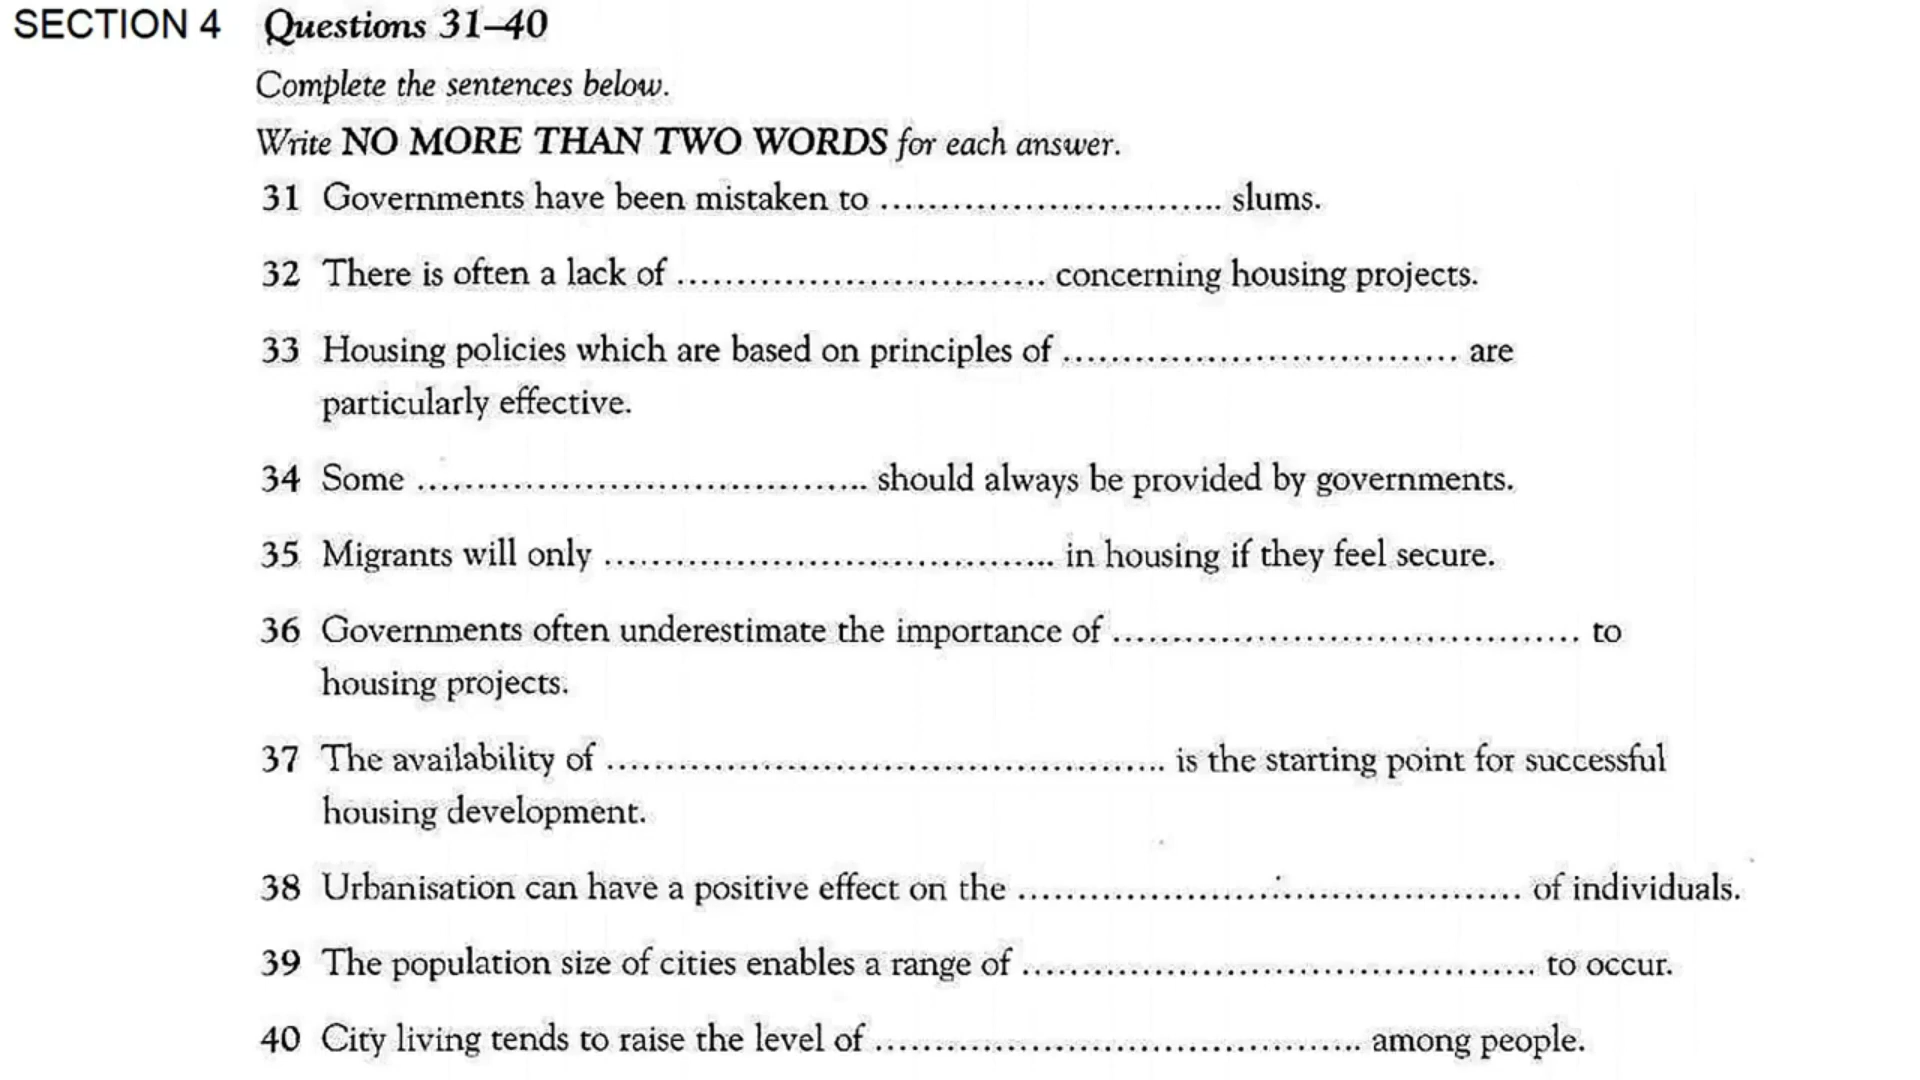 SECTION 4 Questions 31–40
Complete the sentences below.
Write NO MORE THAN TWO WORDS for each answer.
31 Governments have been mistaken to ............................ slums.
32 There is often a lack of ............................... concerning housing projects.
33 Housing policies which are based on principles of ................................. are
particularly effective.
34 Some ...................................... should always be provided by governments.
35 Migrants will only ...................................... in housing if they feel secure.
36 Governments often underestimate the importance of ....................................... to
housing projects.
37 The availability of ............................................... is the starting point for successful
housing development.
38 Urbanisation can have a positive effect on the .......................................... of individuals.
39 The population size of cities enables a range of ........................................... to occur.
40 City living tends to raise the level of ......................................... among people.